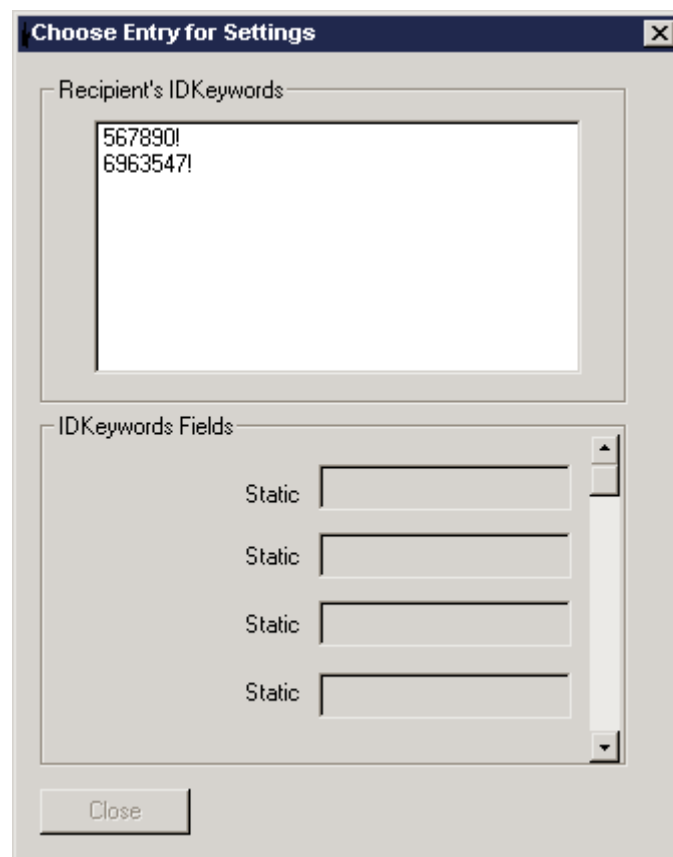 Choose Entry for Settings
Recipient's IDKeywords
567890!
6963547!
IDKeywords Fields
Static
Static
Static
Static
Close